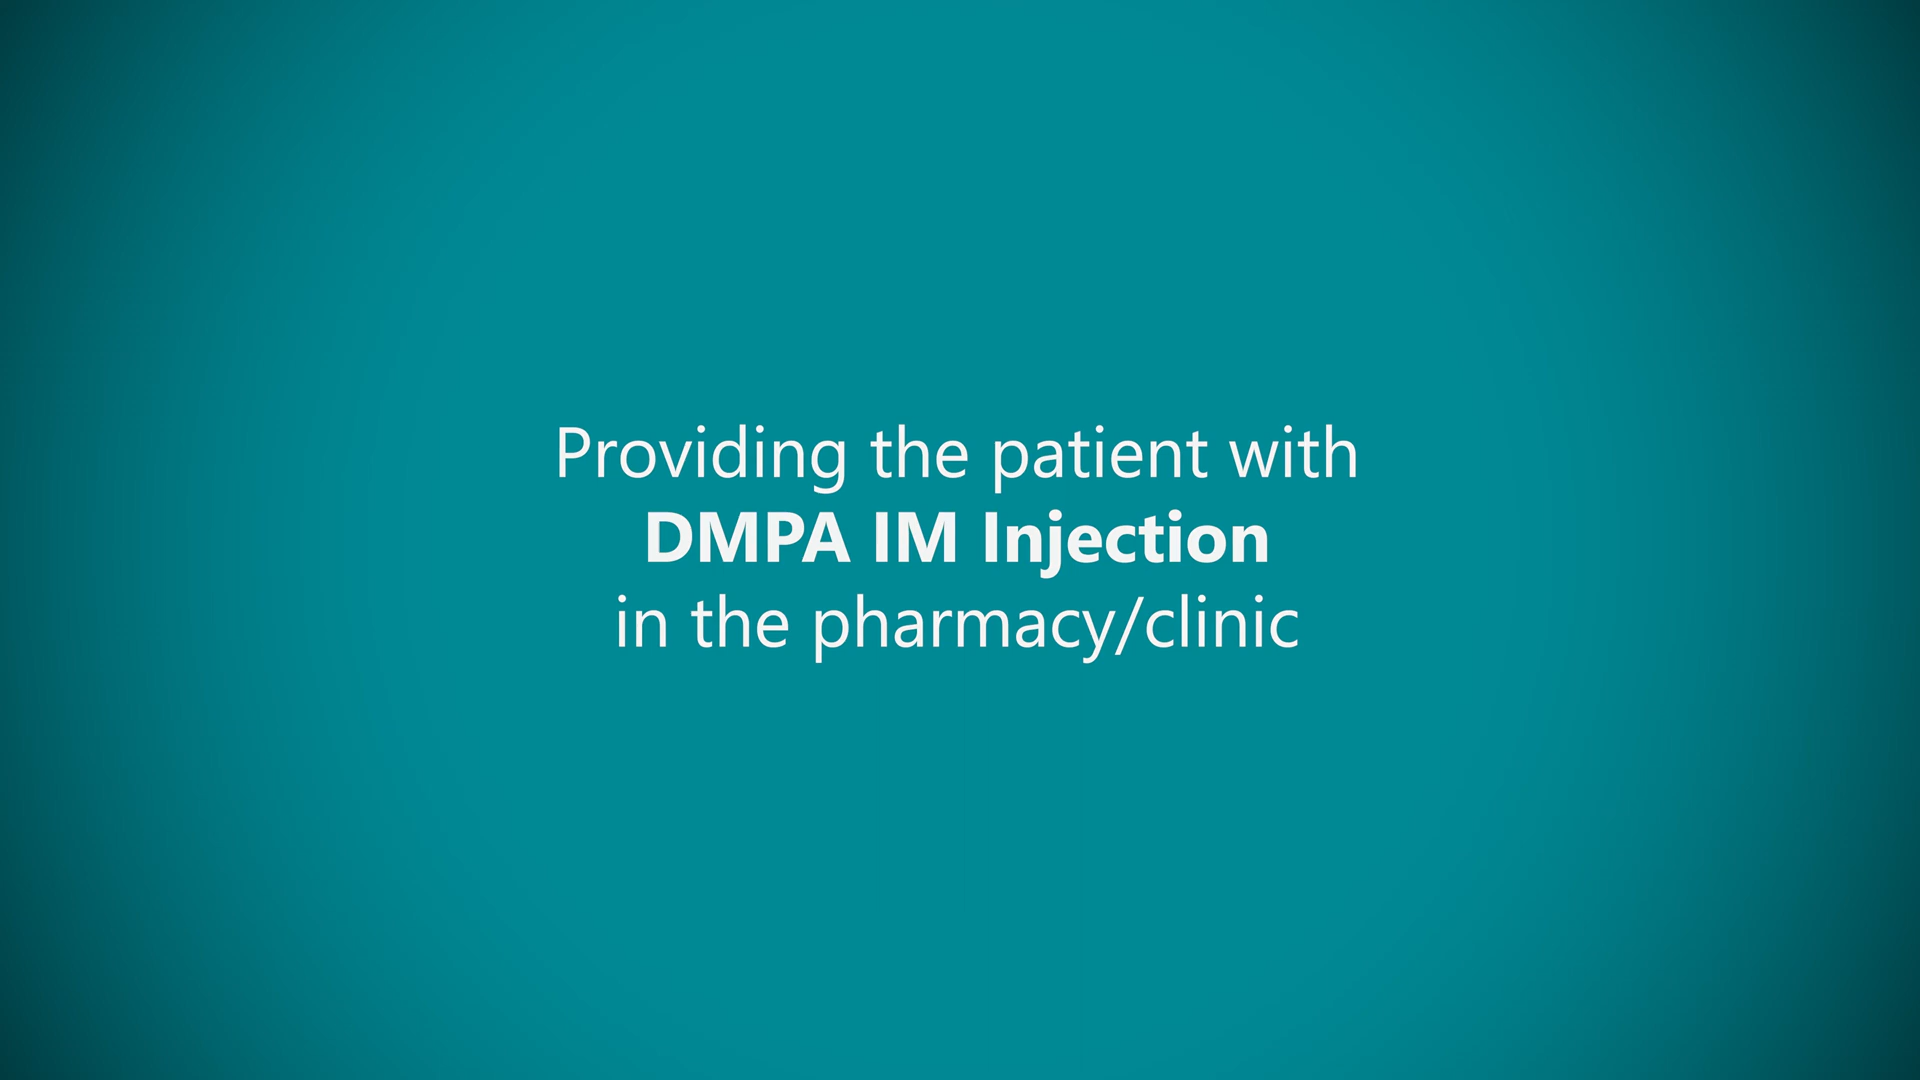 Providing the patient with
DMPA IM Injection
in the pharmacy/clinic